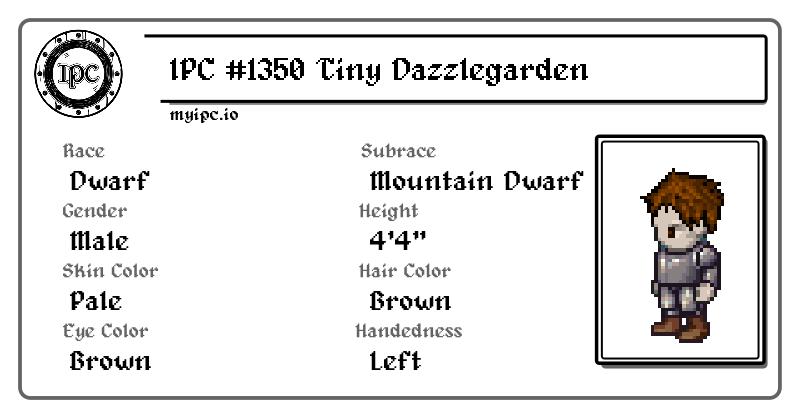 IPC
IPC #1350 Tiny Dazzlegarden
myipc.io
Race
Dwarf
Subrace
Mountain Dwarf
Gender
Male
Height
4'4"
Skin Color
Pale
Hair Color
Brown
Eye Color
Brown
Handedness
Left